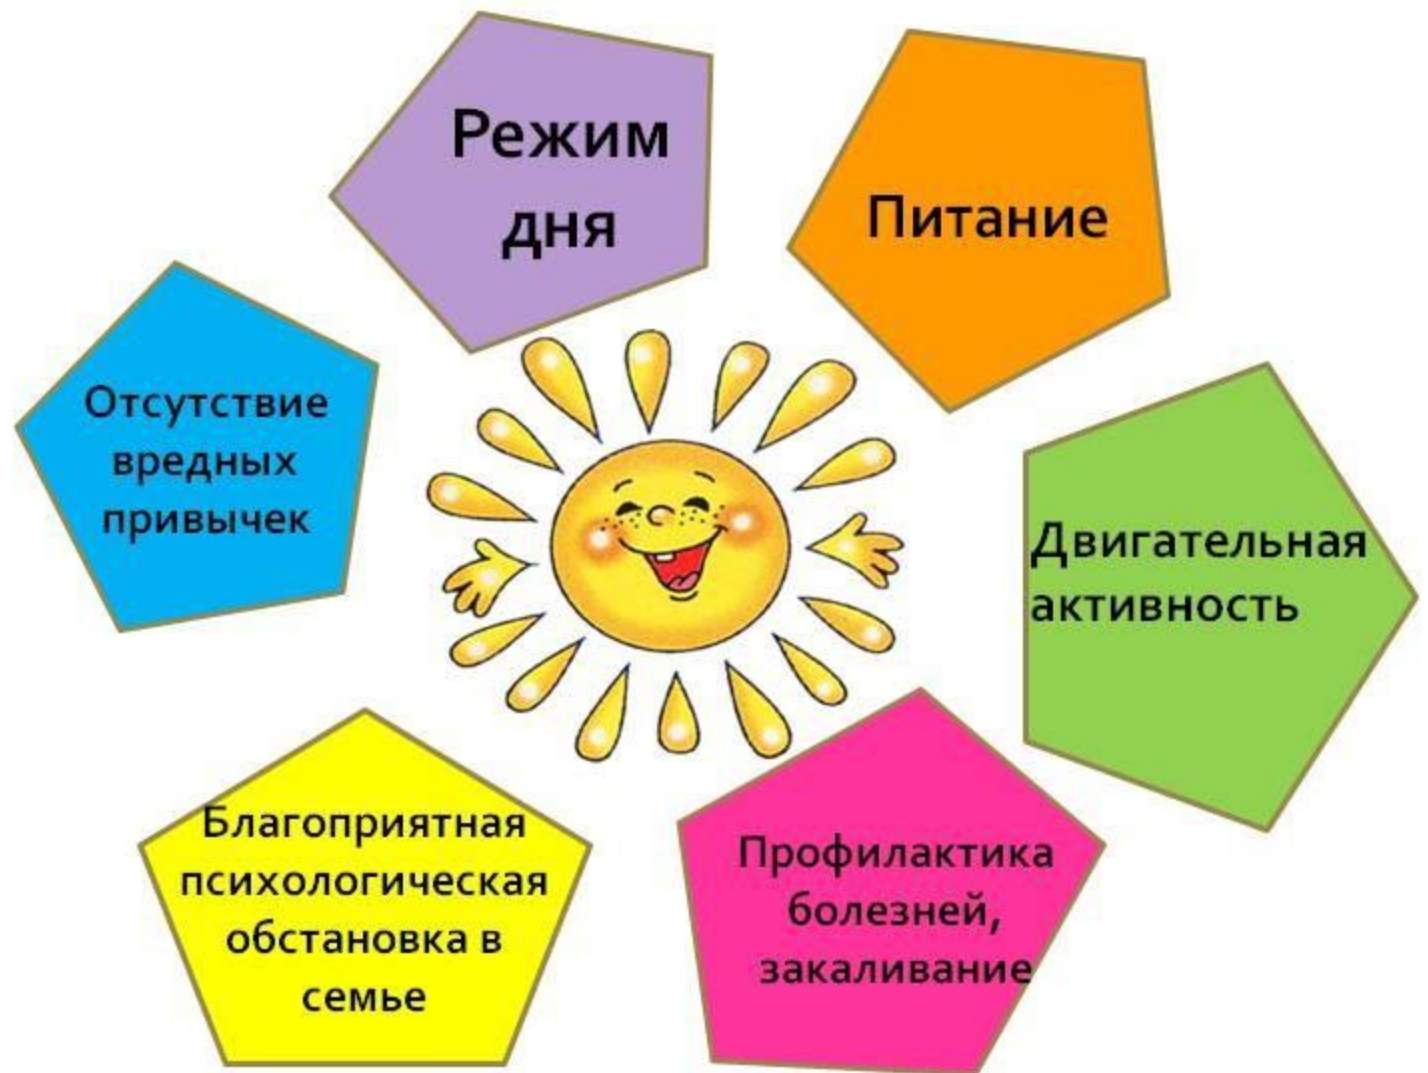 Режим
дня
Питание
Отсутствие
вредных
привычек
Двигательная
активность
Благоприятная
психологическая
обстановка в
семье
Профилактика
болезней,
закаливание